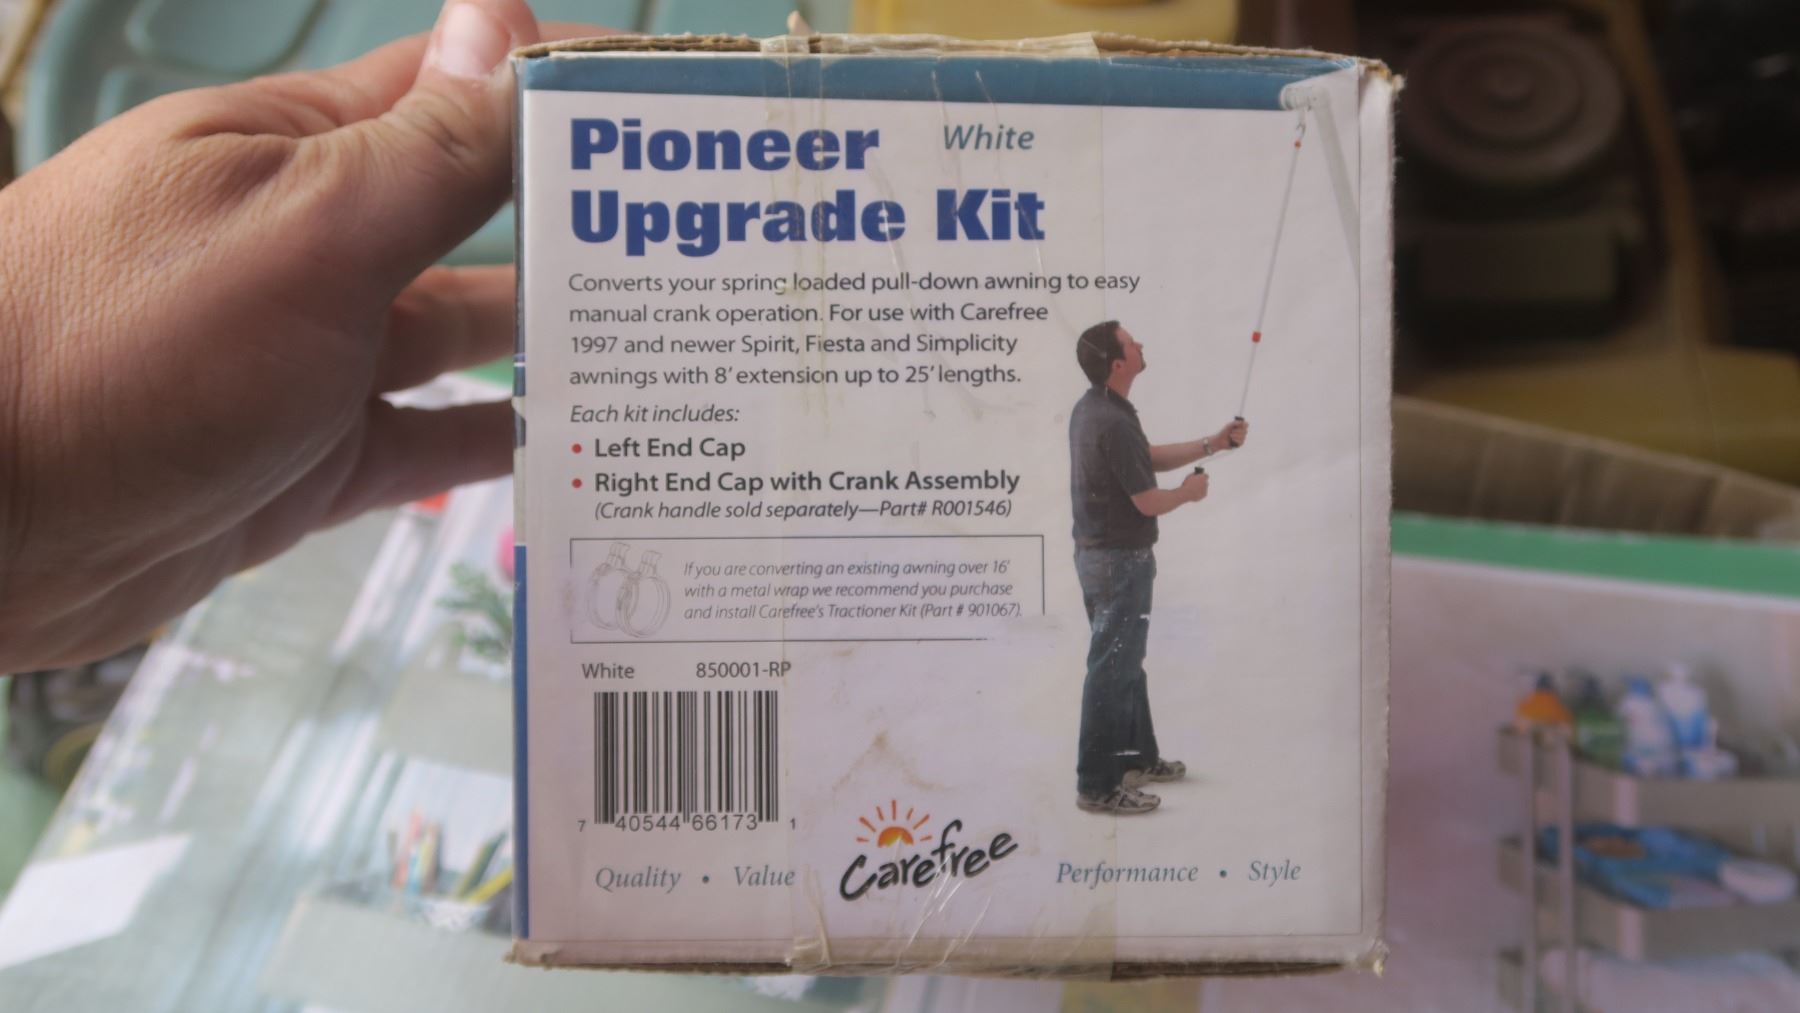 Pioneer White
Upgrade Kit
Converts your spring loaded pull-down awning to easy
manual crank operation. For use with Carefree
1997 and newer Spirit, Fiesta and Simplicity
awnings with 8' extension up to 25' lengths.
Each kit includes:
• Left End Cap
• Right End Cap with Crank Assembly
(Crank handle sold separately—Part# R001546)
If you are converting an existing awning over 16'
with a metal wrap we recommend you purchase
and install Carefree's Tractioner Kit (Part # 901067).
White 850001-RP
7 40544 66173 1
Quality • Value Carefree Performance • Style